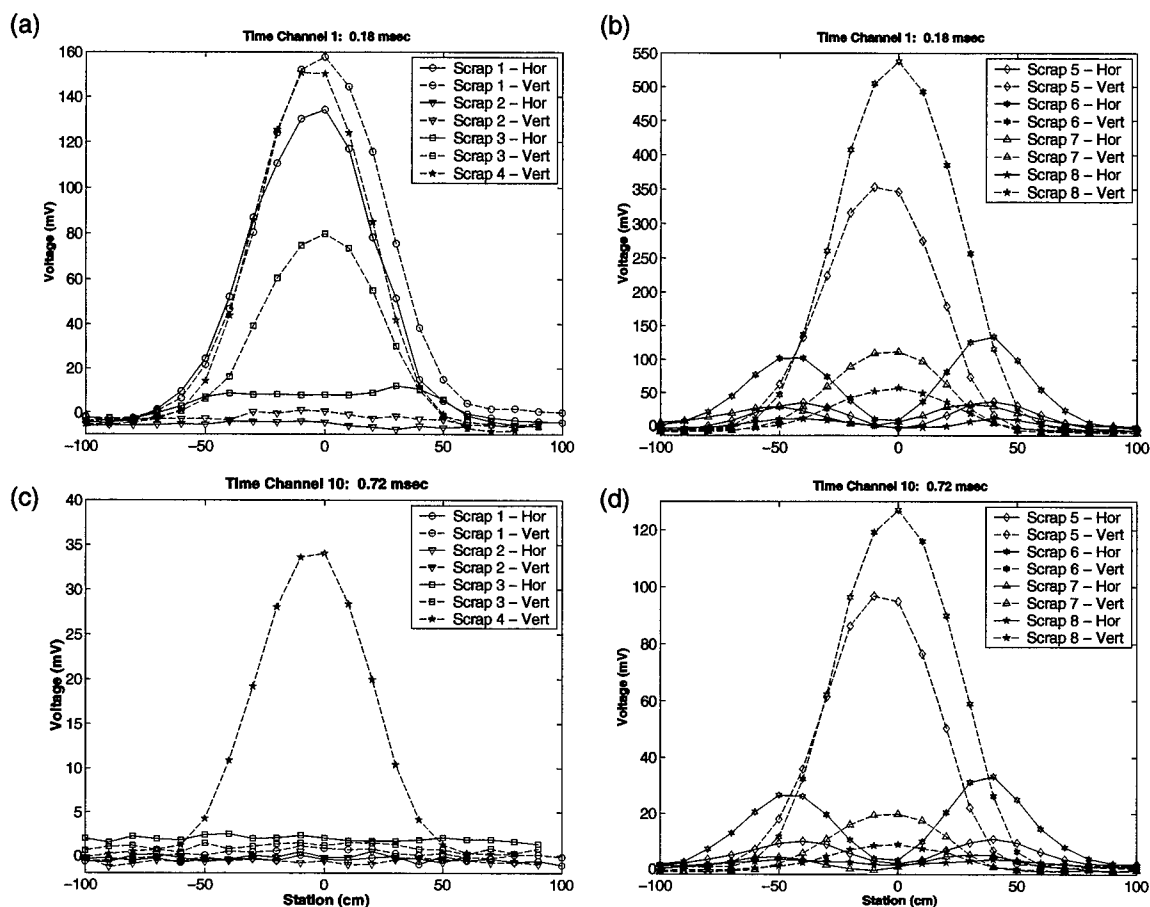 (a)
Time Channel 1: 0.18 msec
160
140
120
100
80
60
40
20
0
Voltage (mV)
−100
−50
0
50
100
Scrap 1 – Hor
Scrap 1 – Vert
Scrap 2 – Hor
Scrap 2 – Vert
Scrap 3 – Hor
Scrap 3 – Vert
Scrap 4 – Vert
(b)
Time Channel 1: 0.18 msec
550
500
450
400
350
300
250
200
150
100
50
0
Voltage (mV)
−100
−50
0
50
100
Scrap 5 – Hor
Scrap 5 – Vert
Scrap 6 – Hor
Scrap 6 – Vert
Scrap 7 – Hor
Scrap 7 – Vert
Scrap 8 – Hor
Scrap 8 – Vert
(c)
Time Channel 10: 0.72 msec
40
35
30
25
20
15
10
5
0
Voltage (mV)
−100
−50
0
50
100
Station (cm)
Scrap 1 – Hor
Scrap 1 – Vert
Scrap 2 – Hor
Scrap 2 – Vert
Scrap 3 – Hor
Scrap 3 – Vert
Scrap 4 – Vert
(d)
Time Channel 10: 0.72 msec
120
100
80
60
40
20
0
Voltage (mV)
−100
−50
0
50
100
Station (cm)
Scrap 5 – Hor
Scrap 5 – Vert
Scrap 6 – Hor
Scrap 6 – Vert
Scrap 7 – Hor
Scrap 7 – Vert
Scrap 8 – Hor
Scrap 8 – Vert